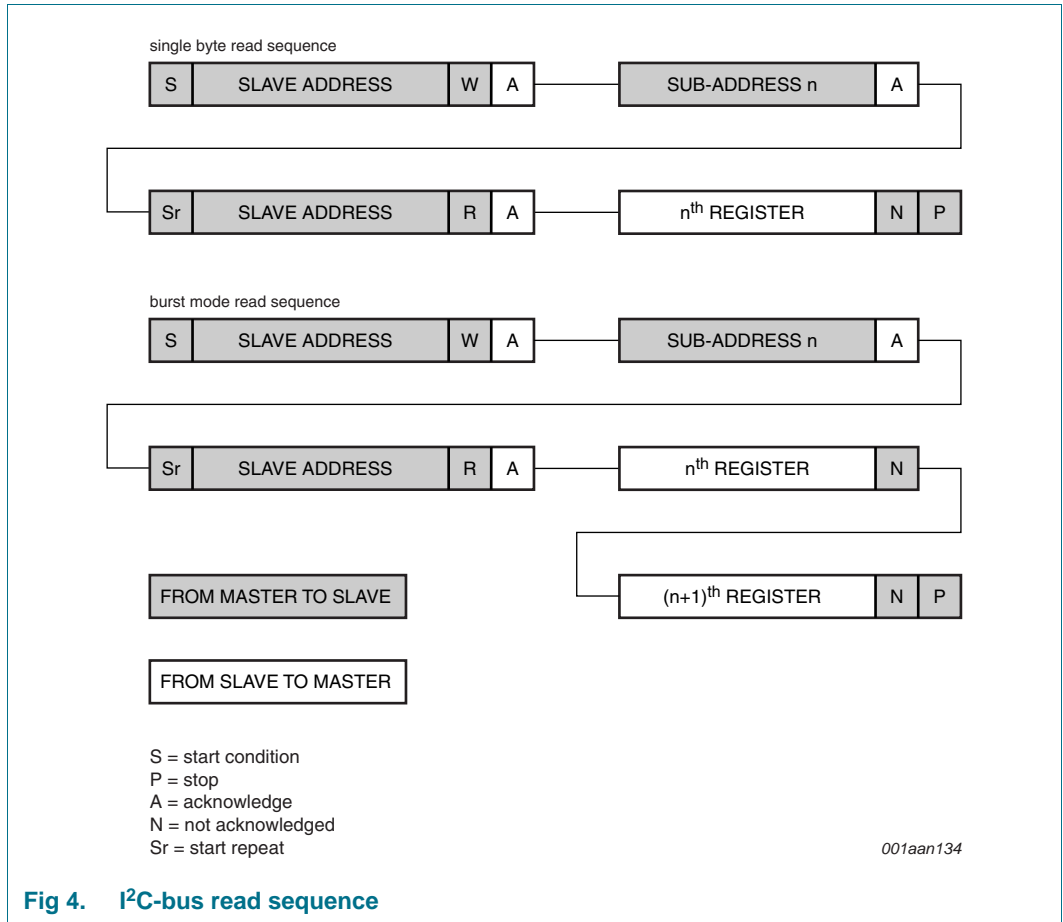 single byte read sequence
S SLAVE ADDRESS W A SUB-ADDRESS n A
Sr SLAVE ADDRESS R A nth REGISTER N P
burst mode read sequence
S SLAVE ADDRESS W A SUB-ADDRESS n A
Sr SLAVE ADDRESS R A nth REGISTER N
FROM MASTER TO SLAVE (n+1)th REGISTER N P
FROM SLAVE TO MASTER
S = start condition
P = stop
A = acknowledge
N = not acknowledged
Sr = start repeat 001aan134
Fig 4. I2C-bus read sequence